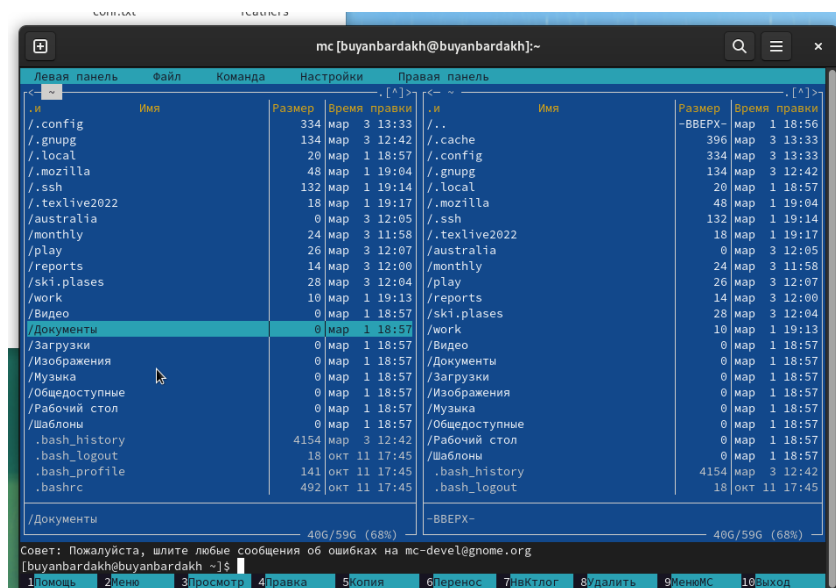 mc [buyanbardakh@buyanbardakh]:~
Левая панель Файл Команда Настройки Правая панель
<- ~ .[^]> <- ~ .[^]>
.и Имя Размер Время правки .и Имя Размер Время правки
/.config 334 мар 3 13:33 /.. -ВВЕРХ- мар 1 18:56
/.gnupg 134 мар 3 12:42 /.cache 396 мар 3 13:33
/.local 20 мар 1 18:57 /.config 334 мар 3 13:33
/.mozilla 48 мар 1 19:04 /.gnupg 134 мар 3 12:42
/.ssh 132 мар 1 19:14 /.local 20 мар 1 18:57
/.texlive2022 18 мар 1 19:17 /.mozilla 48 мар 1 19:04
/australia 0 мар 3 12:05 /.ssh 132 мар 1 19:14
/monthly 24 мар 3 11:58 /.texlive2022 18 мар 1 19:17
/play 26 мар 3 12:07 /australia 0 мар 3 12:05
/reports 14 мар 3 12:00 /monthly 24 мар 3 11:58
/ski.plases 28 мар 3 12:04 /play 26 мар 3 12:07
/work 10 мар 1 19:13 /reports 14 мар 3 12:00
/Видео 0 мар 1 18:57 /ski.plases 28 мар 3 12:04
/Документы 0 мар 1 18:57 /work 10 мар 1 19:13
/Загрузки 0 мар 1 18:57 /Видео 0 мар 1 18:57
/Изображения 0 мар 1 18:57 /Документы 0 мар 1 18:57
/Музыка 0 мар 1 18:57 /Загрузки 0 мар 1 18:57
/Общедоступные 0 мар 1 18:57 /Изображения 0 мар 1 18:57
/Рабочий стол 0 мар 1 18:57 /Музыка 0 мар 1 18:57
/Шаблоны 0 мар 1 18:57 /Общедоступные 0 мар 1 18:57
.bash_history 4154 мар 3 12:42 /Рабочий стол 0 мар 1 18:57
.bash_logout 18 окт 11 17:45 /Шаблоны 0 мар 1 18:57
.bash_profile 141 окт 11 17:45 .bash_history 4154 мар 3 12:42
.bashrc 492 окт 11 17:45 .bash_logout 18 окт 11 17:45
/Документы -ВВЕРХ-
40G/59G (68%) 40G/59G (68%)
Совет: Пожалуйста, шлите любые сообщения об ошибках на mc-devel@gnome.org
[buyanbardakh@buyanbardakh ~]$
1Помощь 2Меню 3Просмотр 4Правка 5Копия 6Перенос 7НвКтлог 8Удалить 9МенюМС 10Выход